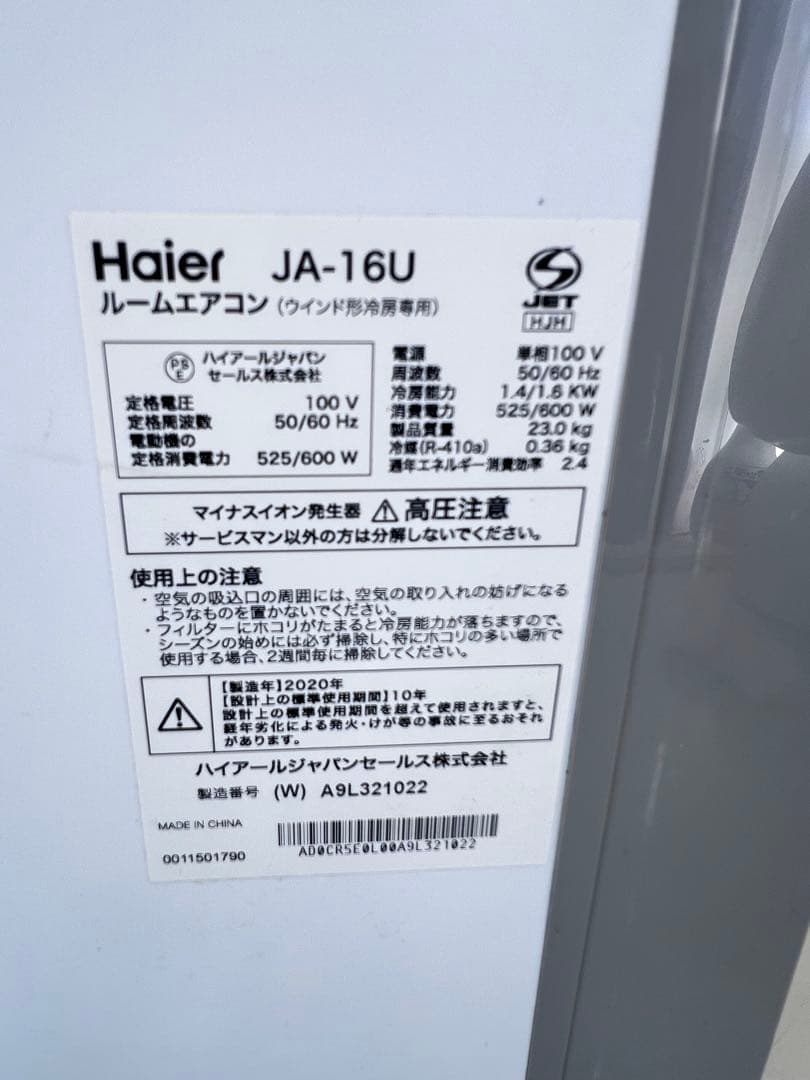 Haier JA-16U
ルームエアコン (ウインド形冷房専用)
JET
HJH
PS
E
ハイアールジャパン
セールス株式会社
定格電圧 100 V
定格周波数 50/60 Hz
電動機の
定格消費電力 525/600 W
電源 単相100 V
周波数 50/60 Hz
冷房能力 1.4/1.6 KW
消費電力 525/600 W
製品質量 23.0 kg
冷媒(R-410a) 0.36 kg
通年エネルギー消費効率 2.4
マイナスイオン発生器 ⚠高圧注意
※サービスマン以外の方は分解しないでください。
使用上の注意
・空気の吸込口の周囲には、空気の取り入れの妨げになる
ようなものを置かないでください。
・フィルターにホコリがたまると冷房能力が落ちますので、
シーズンの始めには必ず掃除し、特にホコリの多い場所で
使用する場合、2週間毎に掃除してください。
【製造年】2020年
【設計上の標準使用期間】10年
設計上の標準使用期間を超えて使用されますと、
経年劣化による発火・けが等の事故に至るおそれ
があります。
ハイアールジャパンセールス株式会社
製造番号 (W) A9L321022
MADE IN CHINA
0011501790
AD0CR5E0L00A9L321022